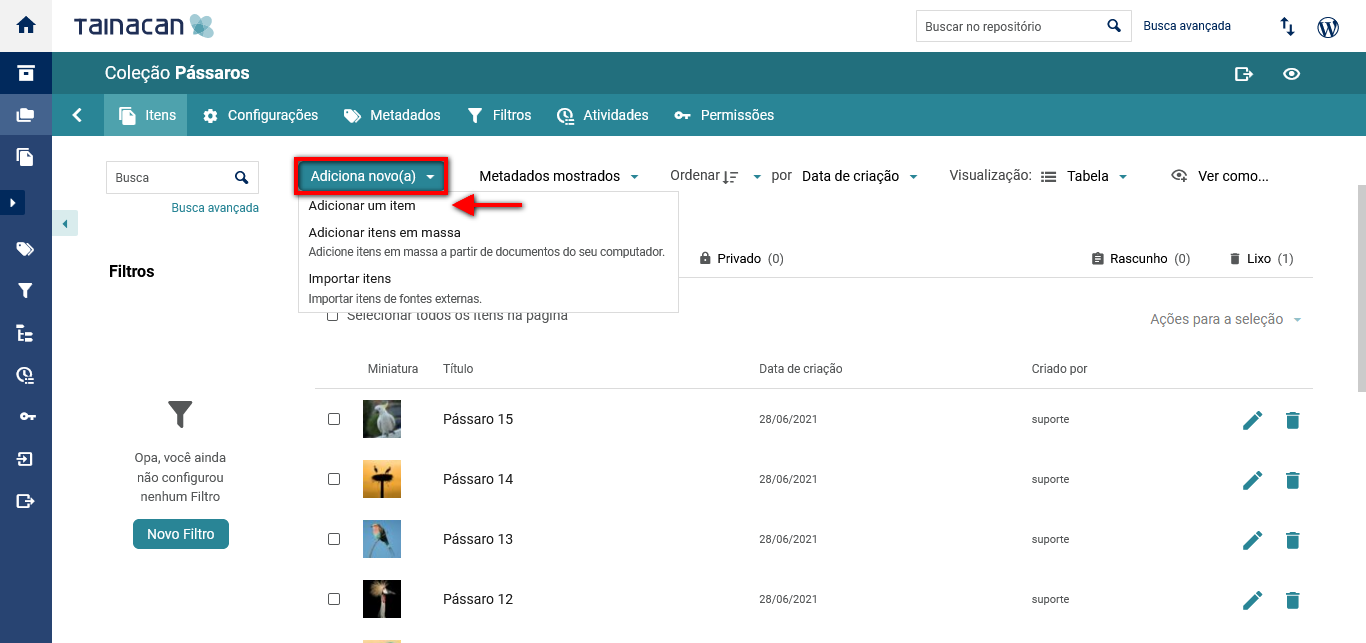 TAINACAN
Buscar no repositório
Busca avançada
Coleção Pássaros
Itens
Configurações
Metadados
Filtros
Atividades
Permissões
Busca
Adiciona novo(a)
Metadados mostrados
Ordenar
por
Data de criação
Visualização:
Tabela
Ver como...
Busca avançada
Adicionar um item
Adicionar itens em massa
Adicione itens em massa a partir de documentos do seu computador.
Importar itens
Importar itens de fontes externas.
Privado (0)
Rascunho (0)
Lixo (1)
Filtros
Selecionar todos os itens na página
Ações para a seleção
Miniatura
Título
Data de criação
Criado por
Pássaro 15
28/06/2021
suporte
Pássaro 14
28/06/2021
suporte
Opa, você ainda
não configurou
nenhum Filtro
Novo Filtro
Pássaro 13
28/06/2021
suporte
Pássaro 12
28/06/2021
suporte